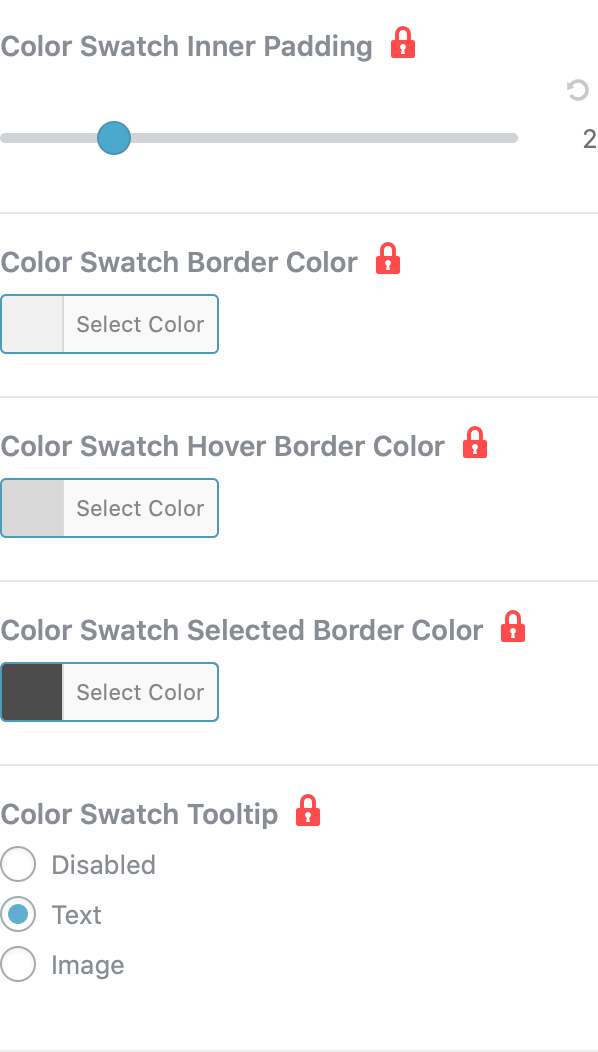 Color Swatch Inner Padding
2
Color Swatch Border Color
Select Color
Color Swatch Hover Border Color
Select Color
Color Swatch Selected Border Color
Select Color
Color Swatch Tooltip
Disabled
Text
Image